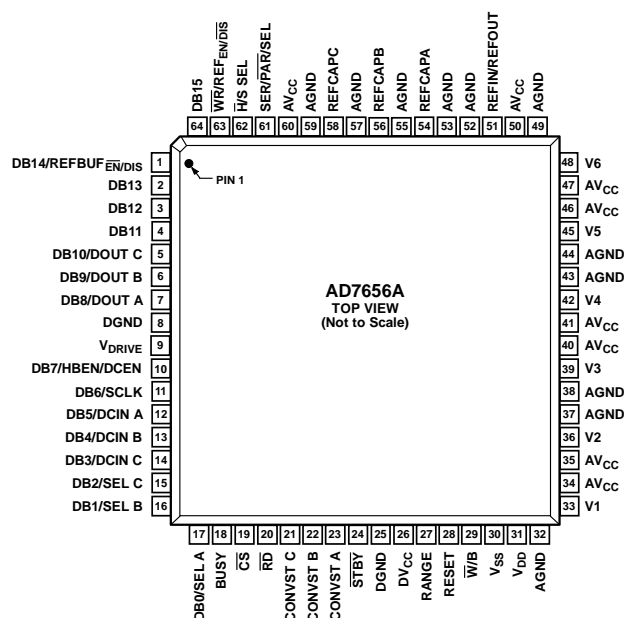 DB15
WR/REFEN/DIS
H/S SEL
SER/PAR/SEL
AVCC
AGND
REFCAPC
AGND
REFCAPB
AGND
REFCAPA
AGND
AGND
REFIN/REFOUT
AVCC
AGND
64 63 62 61 60 59 58 57 56 55 54 53 52 51 50 49
DB14/REFBUFEN/DIS 1
DB13 2
DB12 3
DB11 4
DB10/DOUT C 5
DB9/DOUT B 6
DB8/DOUT A 7
DGND 8
VDRIVE 9
DB7/HBEN/DCEN 10
DB6/SCLK 11
DB5/DCIN A 12
DB4/DCIN B 13
DB3/DCIN C 14
DB2/SEL C 15
DB1/SEL B 16
PIN 1
AD7656A
TOP VIEW
(Not to Scale)
48 V6
47 AVCC
46 AVCC
45 V5
44 AGND
43 AGND
42 V4
41 AVCC
40 AVCC
39 V3
38 AGND
37 AGND
36 V2
35 AVCC
34 AVCC
33 V1
17 18 19 20 21 22 23 24 25 26 27 28 29 30 31 32
DB0/SEL A
BUSY
CS
RD
CONVST C
CONVST B
CONVST A
STBY
DGND
DVCC
RANGE
RESET
W/B
VSS
VDD
AGND